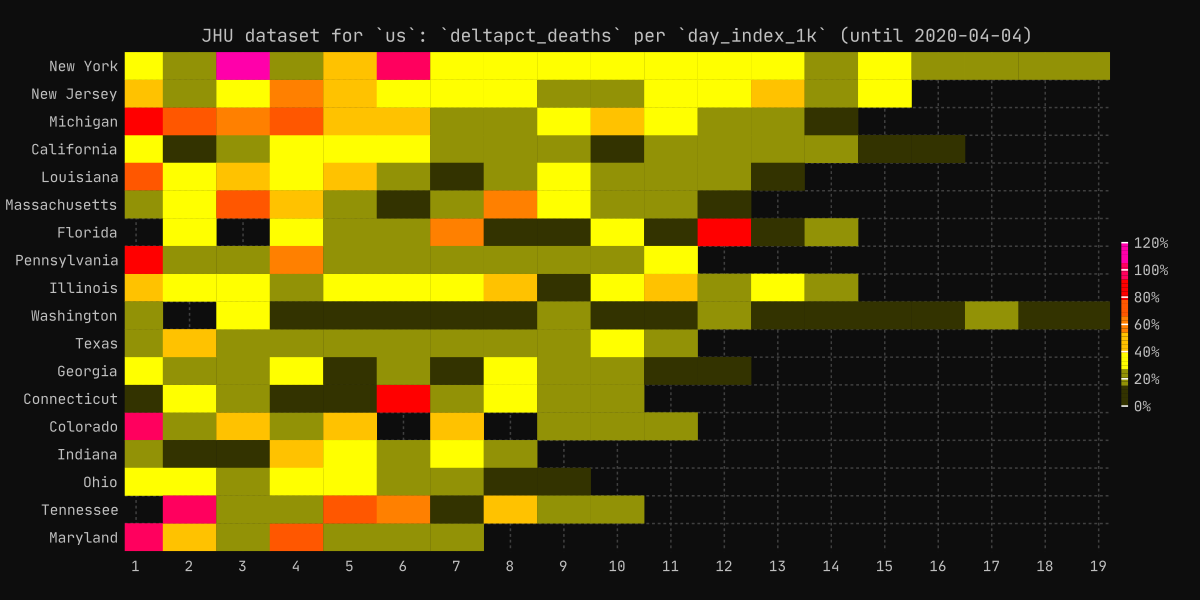 JHU dataset for `us`: `deltapct_deaths` per `day_index_1k` (until 2020-04-04)
New York
New Jersey
Michigan
California
Louisiana
Massachusetts
Florida
Pennsylvania
Illinois
Washington
Texas
Georgia
Connecticut
Colorado
Indiana
Ohio
Tennessee
Maryland
120%
100%
80%
60%
40%
20%
0%
1 2 3 4 5 6 7 8 9 10 11 12 13 14 15 16 17 18 19